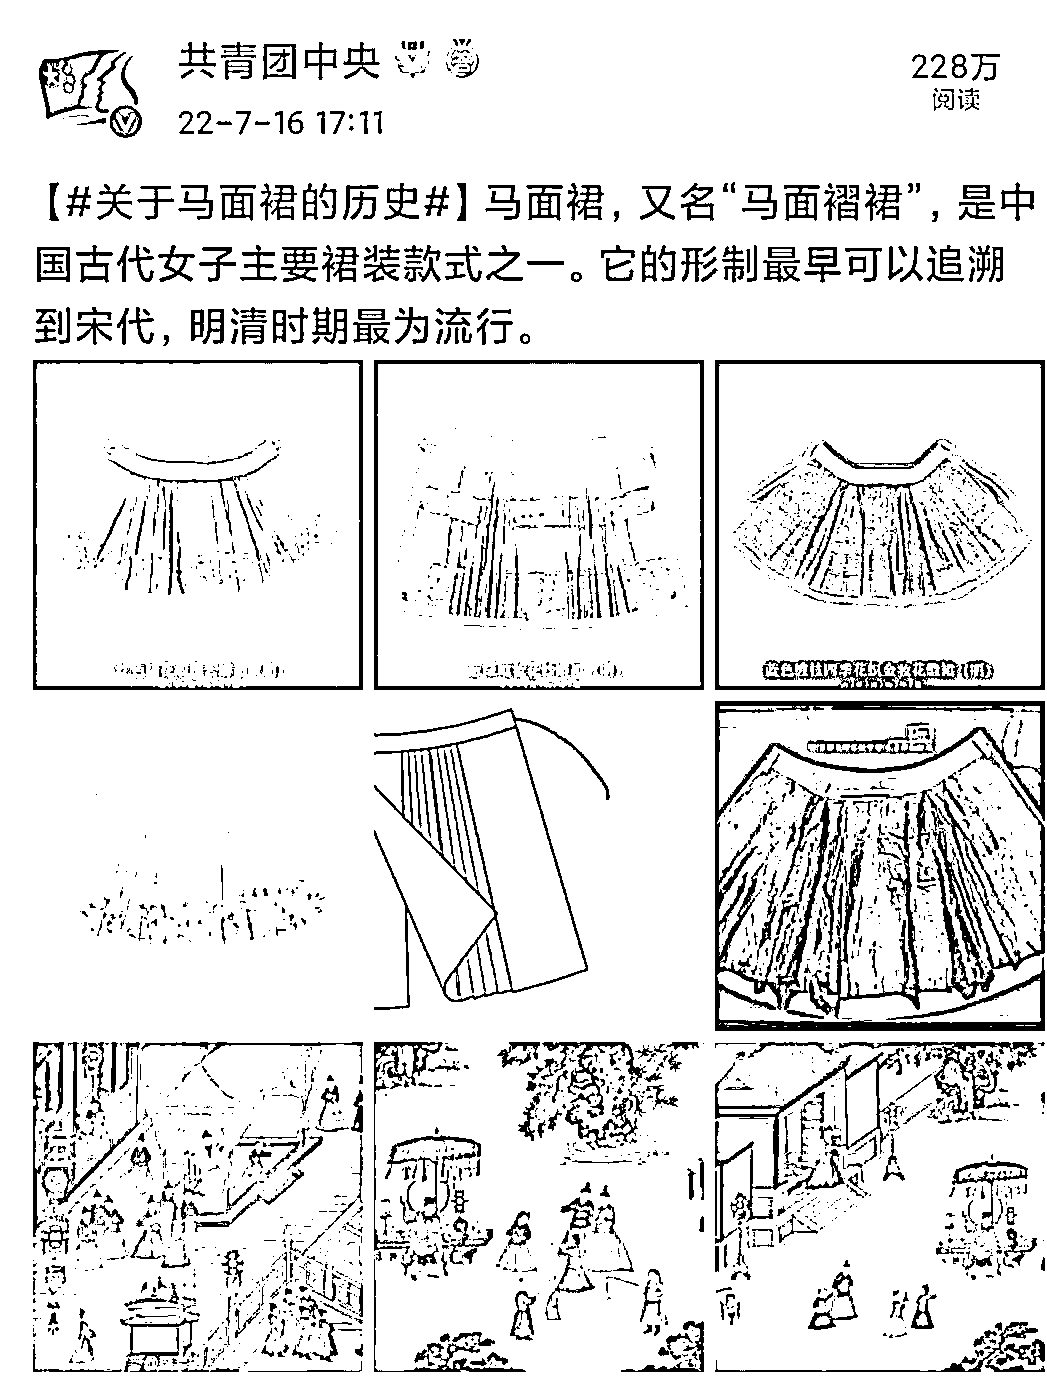 共青团中央
228万
阅读
22-7-16 17:11
【#关于马面裙的历史#】马面裙，又名“马面褶裙”，是中
国古代女子主要裙装款式之一。它的形制最早可以追溯
到宋代，明清时期最为流行。